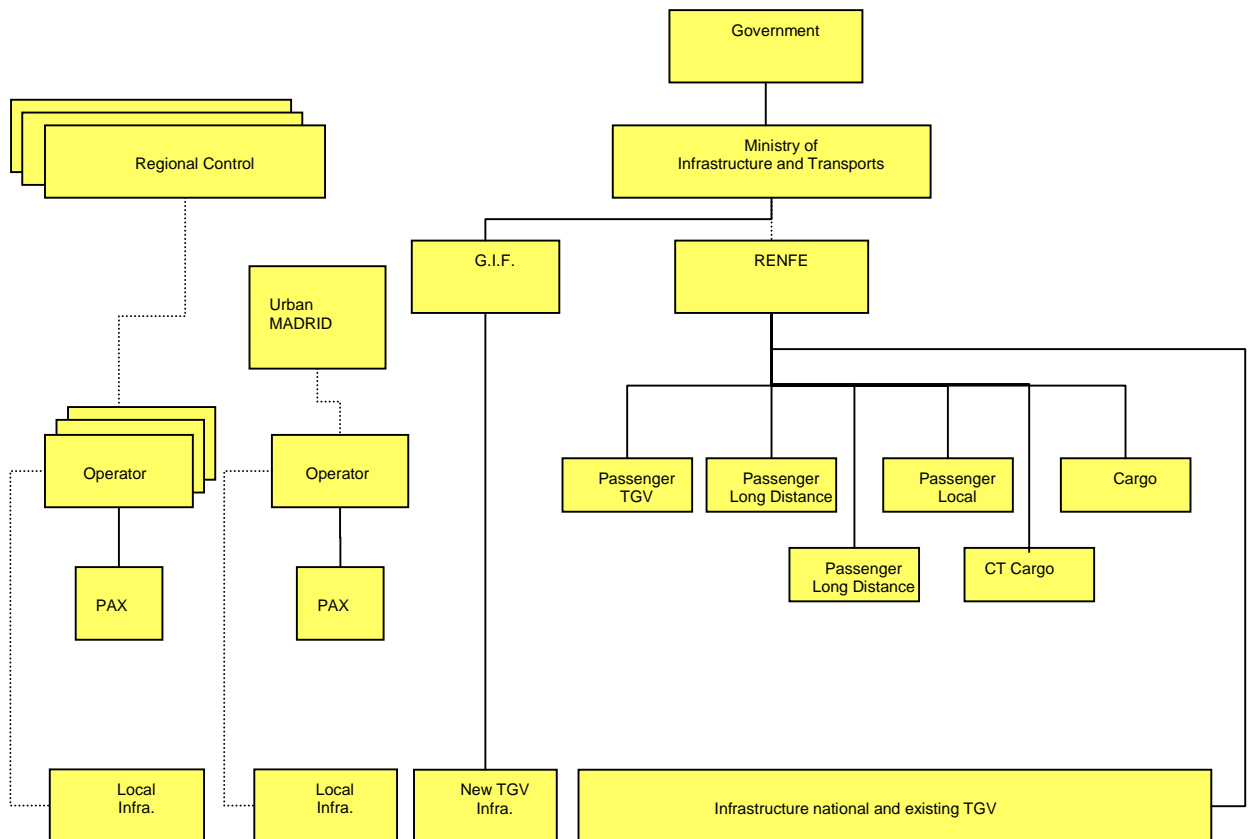 Government
Ministry of
Infrastructure and Transports
Regional Control
G.I.F.
RENFE
Urban
MADRID
Operator
Operator
Passenger
TGV
Passenger
Long Distance
Passenger
Local
Cargo
Passenger
Long Distance
CT Cargo
PAX
PAX
Local
Infra.
Local
Infra.
New TGV
Infra.
Infrastructure national and existing TGV